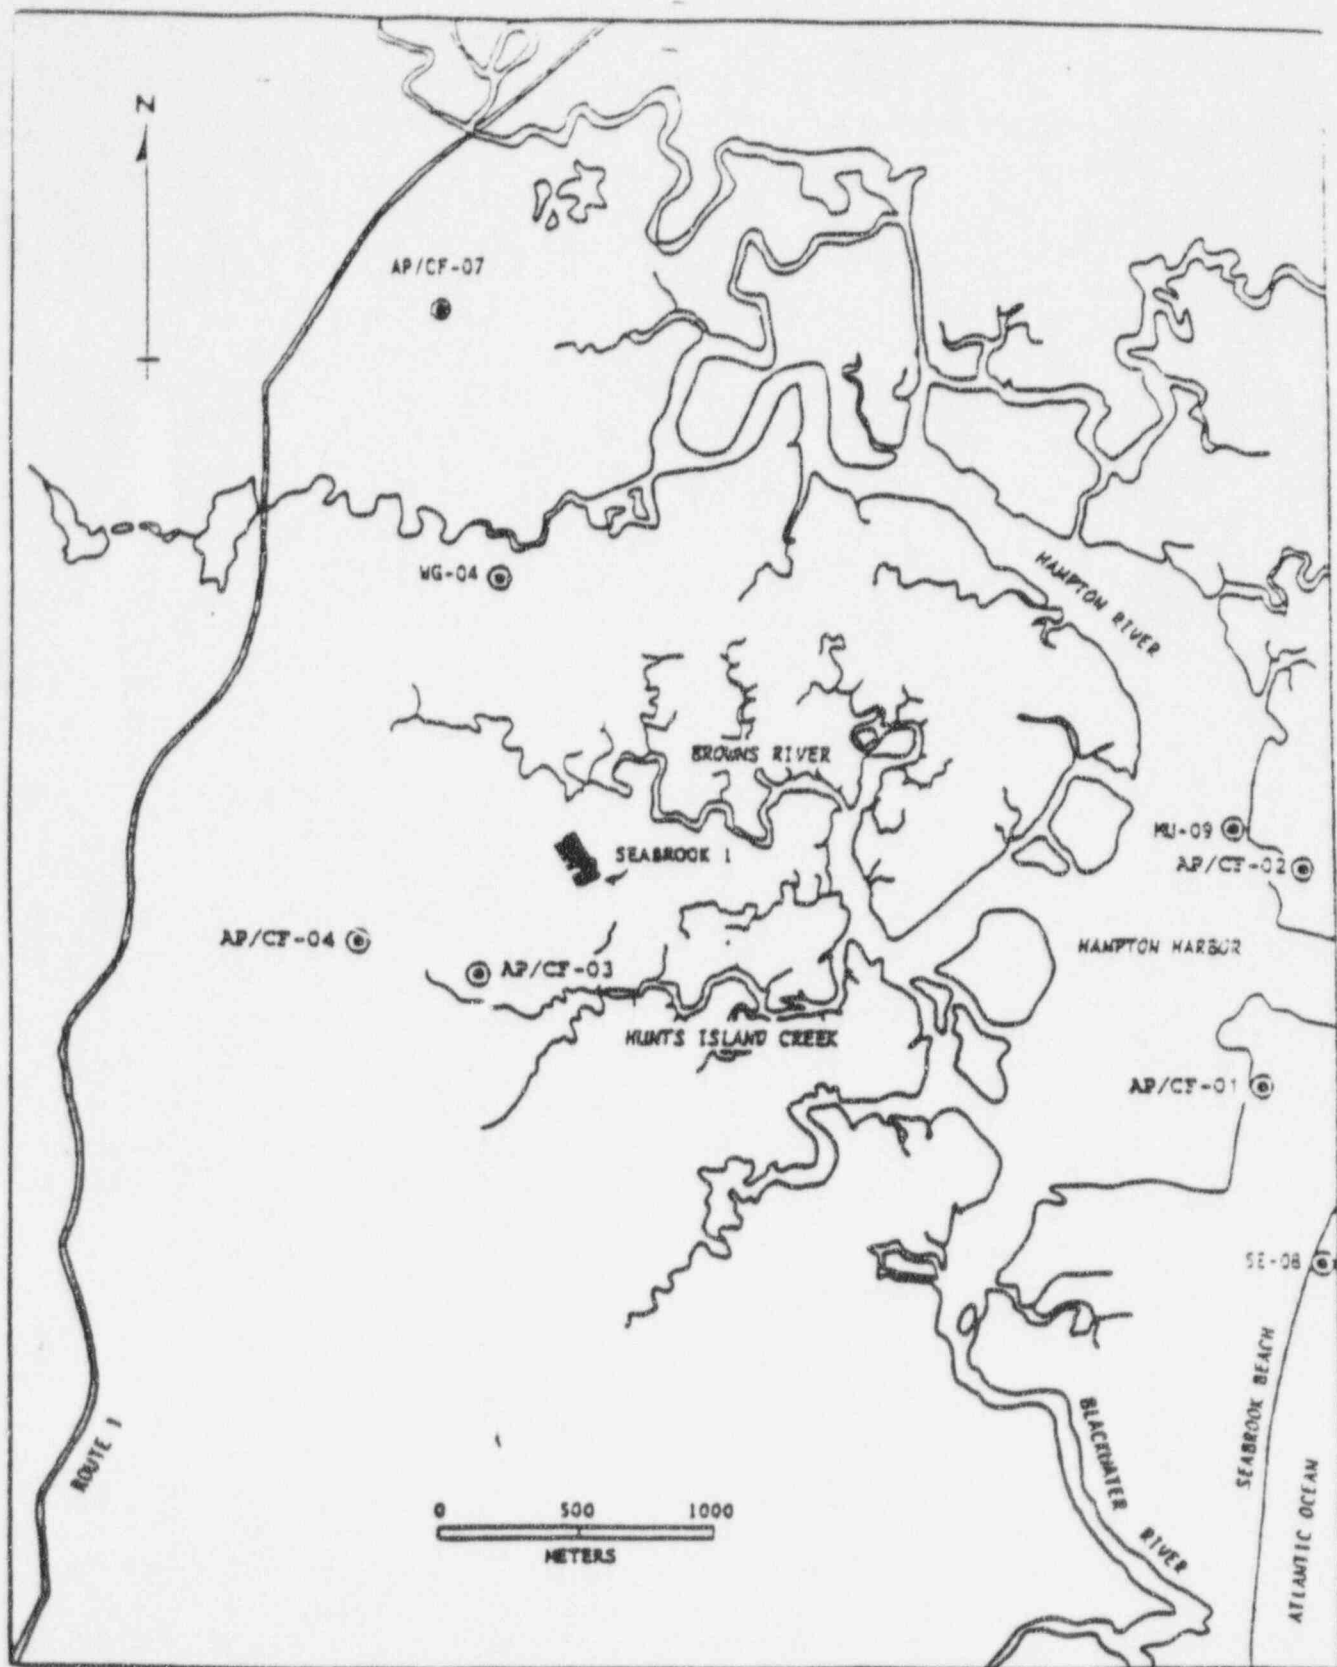 N
AP/CF-07
WG-04
HAMPTON RIVER
BROWNS RIVER
MU-09
SEABROOK 1
AP/CF-02
AP/CF-04
HAMPTON HARBOR
AP/CF-03
HUNTS ISLAND CREEK
AP/CF-01
SE-08
SEABROOK BEACH
BLACKWATER RIVER
ROUTE 1
ATLANTIC OCEAN
0 500 1000
METERS